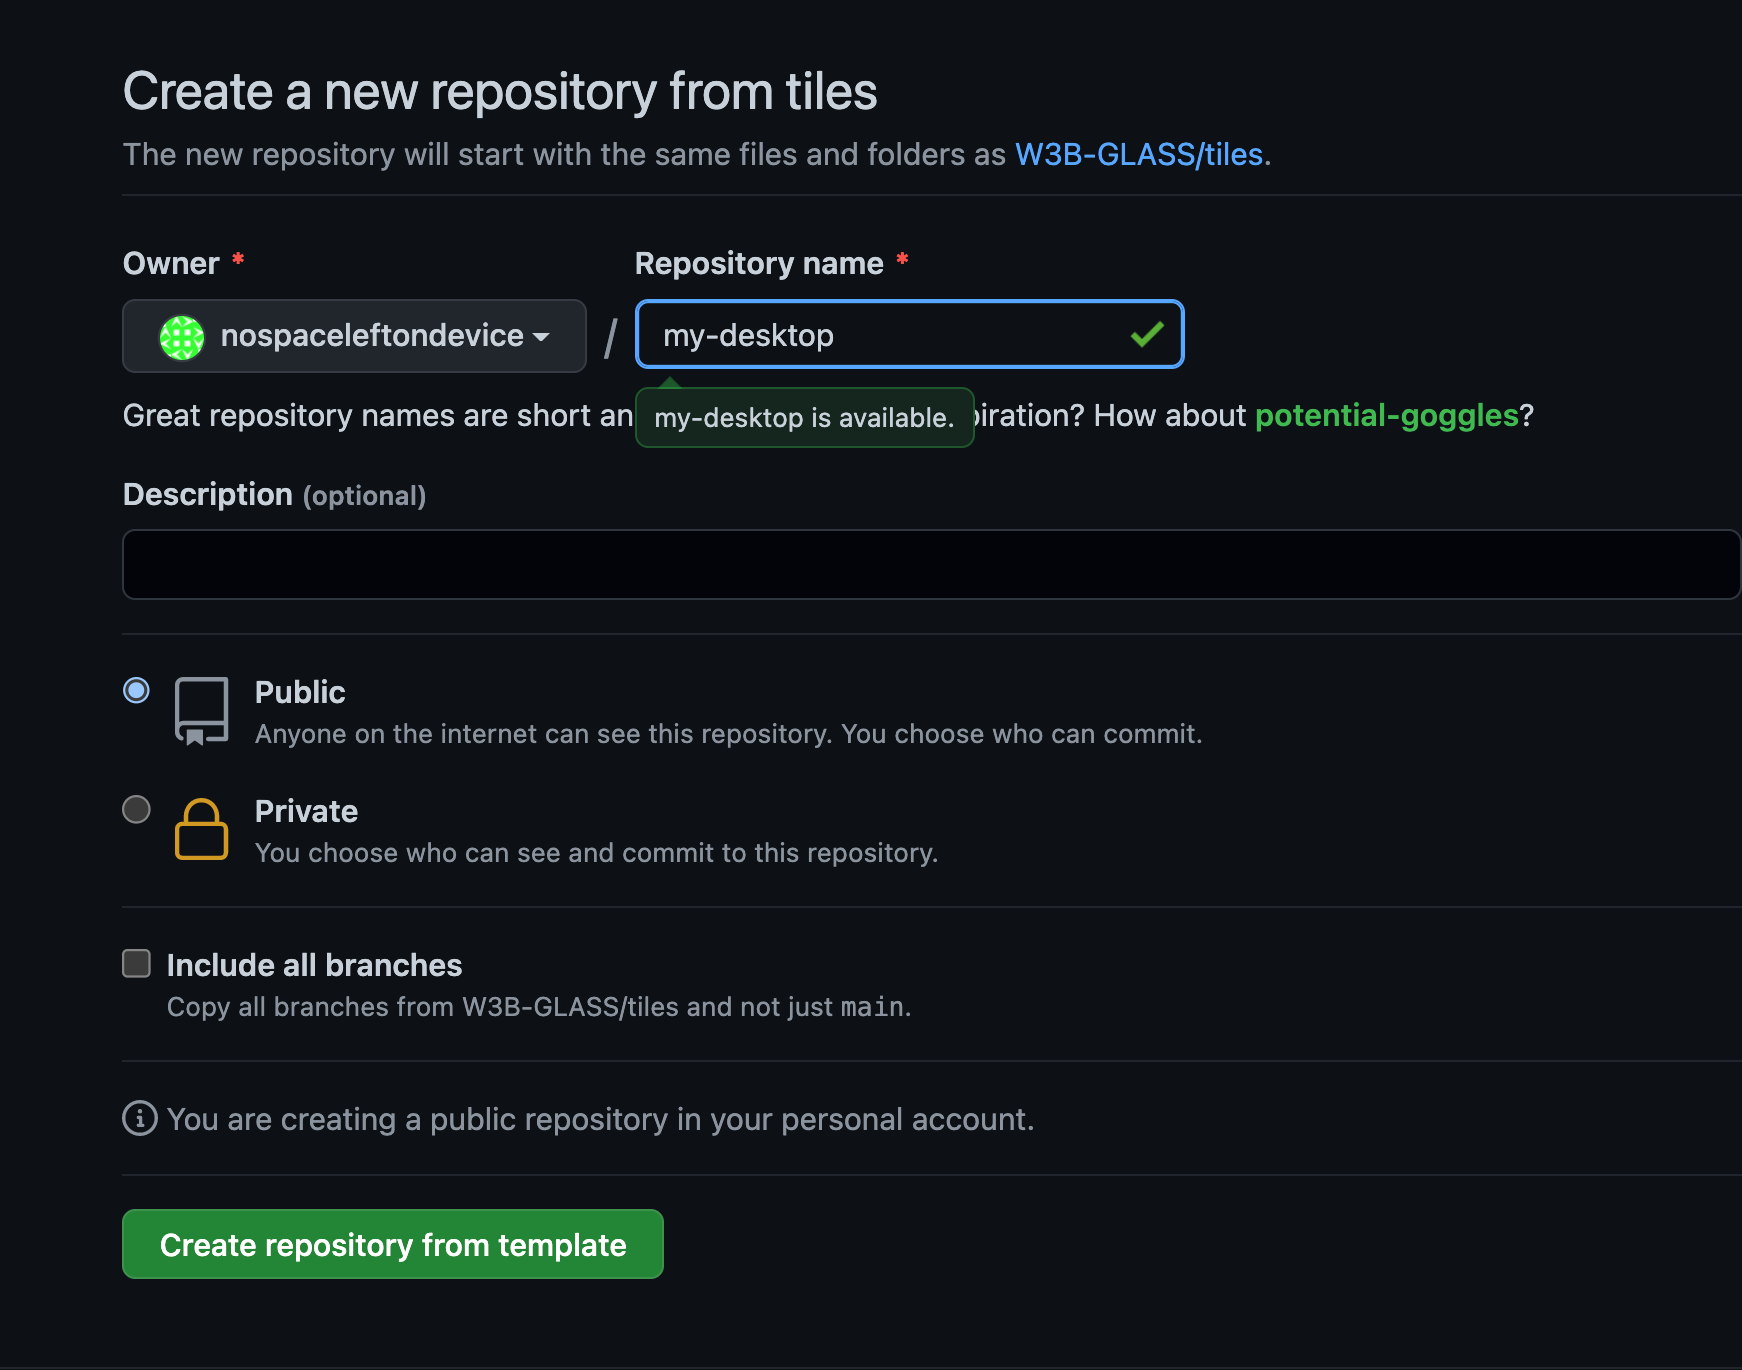 Create a new repository from tiles
The new repository will start with the same files and folders as W3B-GLASS/tiles.
Owner *
Repository name *
nospaceleftondevice / my-desktop
Great repository names are short an
my-desktop is available.
piration? How about potential-goggles?
Description (optional)
Public
Anyone on the internet can see this repository. You choose who can commit.
Private
You choose who can see and commit to this repository.
Include all branches
Copy all branches from W3B-GLASS/tiles and not just main.
You are creating a public repository in your personal account.
Create repository from template